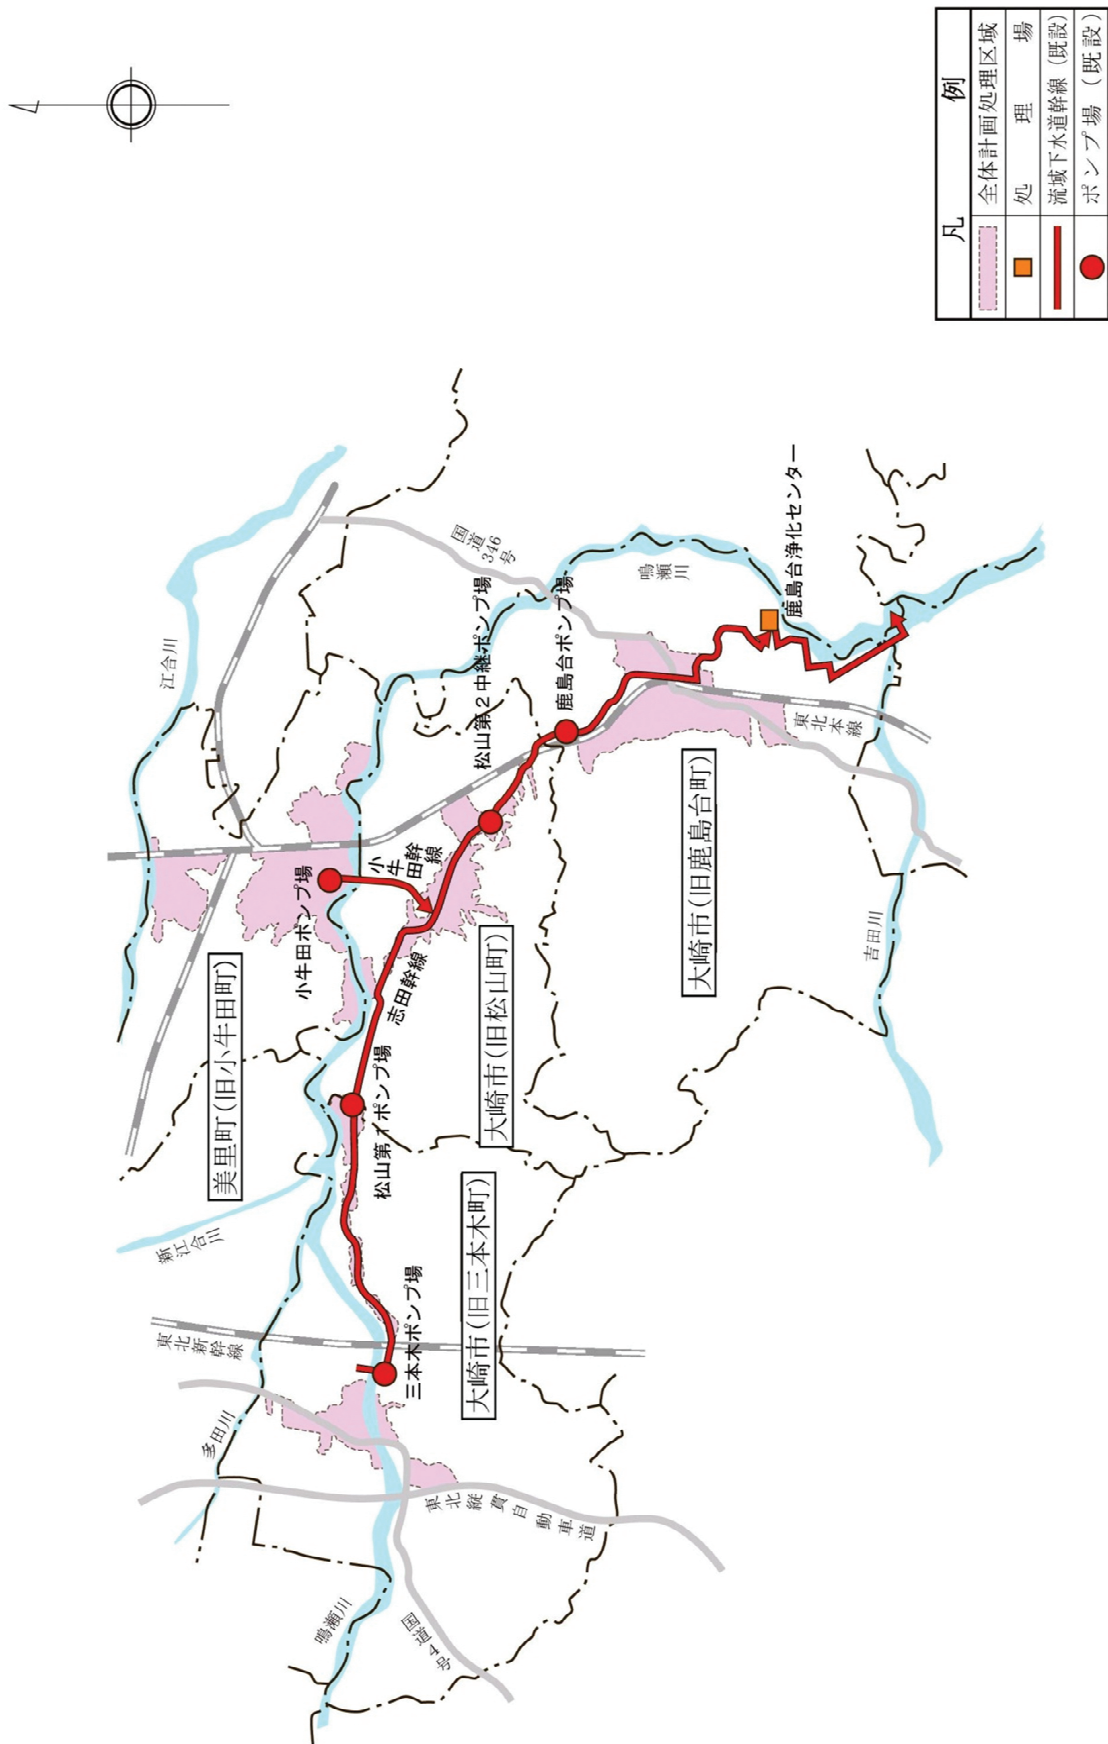 凡例
全体計画処理区域
処理場
流域下水道幹線(既設)
ポンプ場(既設)
江合川
国道346号
鳴瀬川
鹿島台浄化センター
松山第2中継ポンプ場
鹿島台ポンプ場
東北本線
小牛田幹線
小牛田ポンプ場
志田幹線
美里町(旧小牛田町)
大崎市(旧松山町)
大崎市(旧鹿島台町)
吉田川
松山第1ポンプ場
新江合川
東北新幹線
三本木ポンプ場
大崎市(旧三本木町)
多田川
東北縦貫自動車道
鳴瀬川
国道4号